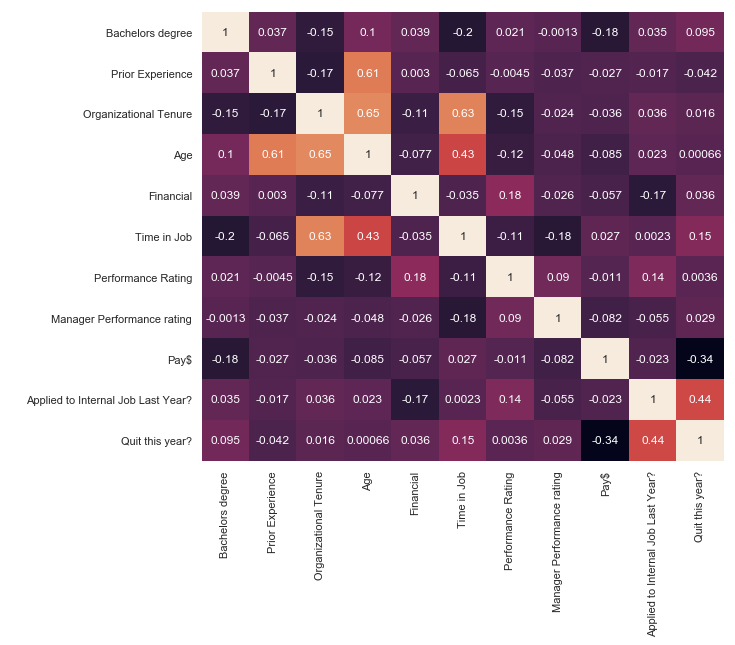 Bachelors degree 1 0.037 -0.15 0.1 0.039 -0.2 0.021 -0.0013 -0.18 0.035 0.095
Prior Experience 0.037 1 -0.17 0.61 0.003 -0.065 -0.0045 -0.037 -0.027 -0.017 -0.042
Organizational Tenure -0.15 -0.17 1 0.65 -0.11 0.63 -0.15 -0.024 -0.036 0.036 0.016
Age 0.1 0.61 0.65 1 -0.077 0.43 -0.12 -0.048 -0.085 0.023 0.00066
Financial 0.039 0.003 -0.11 -0.077 1 -0.035 0.18 -0.026 -0.057 -0.17 0.036
Time in Job -0.2 -0.065 0.63 0.43 -0.035 1 -0.11 -0.18 0.027 0.0023 0.15
Performance Rating 0.021 -0.0045 -0.15 -0.12 0.18 -0.11 1 0.09 -0.011 0.14 0.0036
Manager Performance rating -0.0013 -0.037 -0.024 -0.048 -0.026 -0.18 0.09 1 -0.082 -0.055 0.029
Pay$ -0.18 -0.027 -0.036 -0.085 -0.057 0.027 -0.011 -0.082 1 -0.023 -0.34
Applied to Internal Job Last Year? 0.035 -0.017 0.036 0.023 -0.17 0.0023 0.14 -0.055 -0.023 1 0.44
Quit this year? 0.095 -0.042 0.016 0.00066 0.036 0.15 0.0036 0.029 -0.34 0.44 1
Bachelors degree
Prior Experience
Organizational Tenure
Age
Financial
Time in Job
Performance Rating
Manager Performance rating
Pay$
Applied to Internal Job Last Year?
Quit this year?